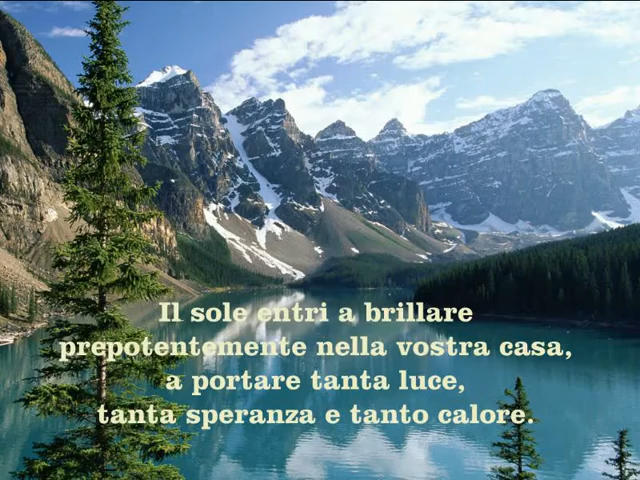 Il sole entri a brillare
prepotentemente nella vostra casa,
a portare tanta luce,
tanta speranza e tanto calore.